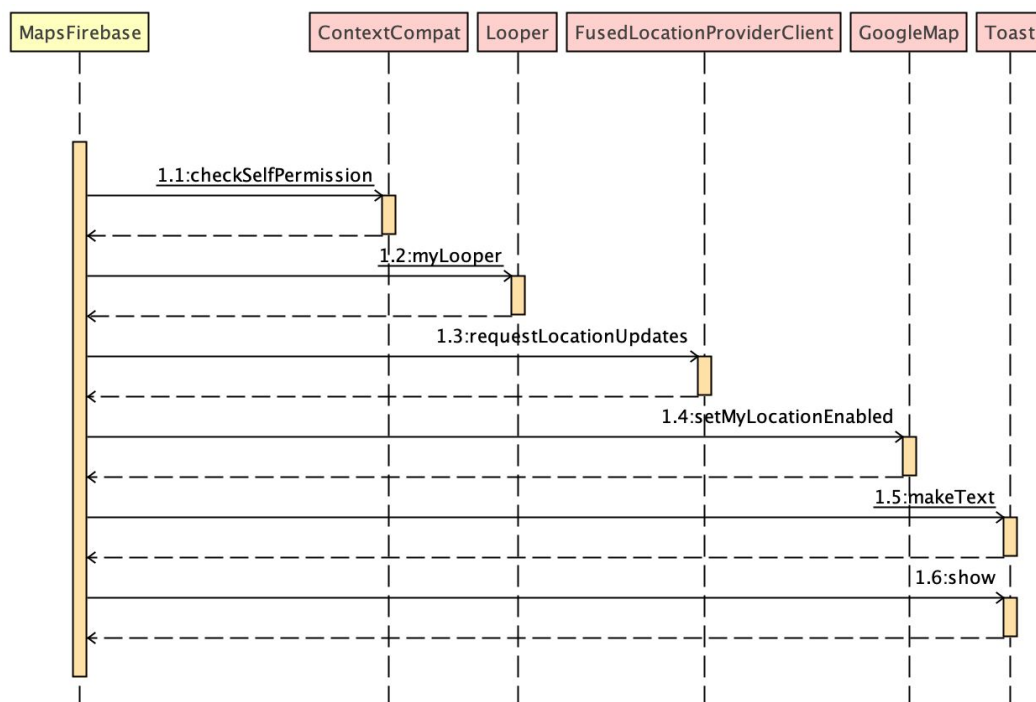 MapsFirebase
ContextCompat
Looper
FusedLocationProviderClient
GoogleMap
Toast
1.1:checkSelfPermission
1.2:myLooper
1.3:requestLocationUpdates
1.4:setMyLocationEnabled
1.5:makeText
1.6:show